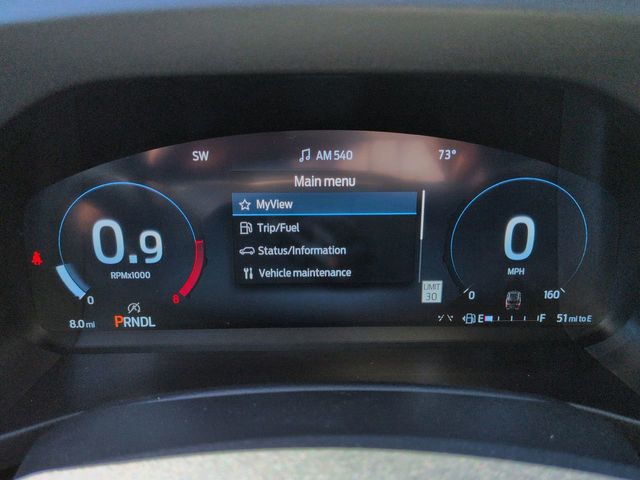 SW
AM 540
73°
Main menu
MyView
Trip/Fuel
Status/Information
Vehicle maintenance
0.9
RPMx1000
0
8
0
MPH
0
160
LIMIT
30
8.0 mi
PRNDL
E
F
51 mi to E